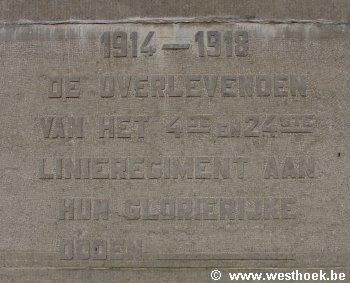 1914 — 1918
DE OVERLEVENDEN
VAN HET 4DE EN 24STE
LINIEREGIMENT AAN
HUN GLORIERIJKE
DODEN
© www.westhoek.be